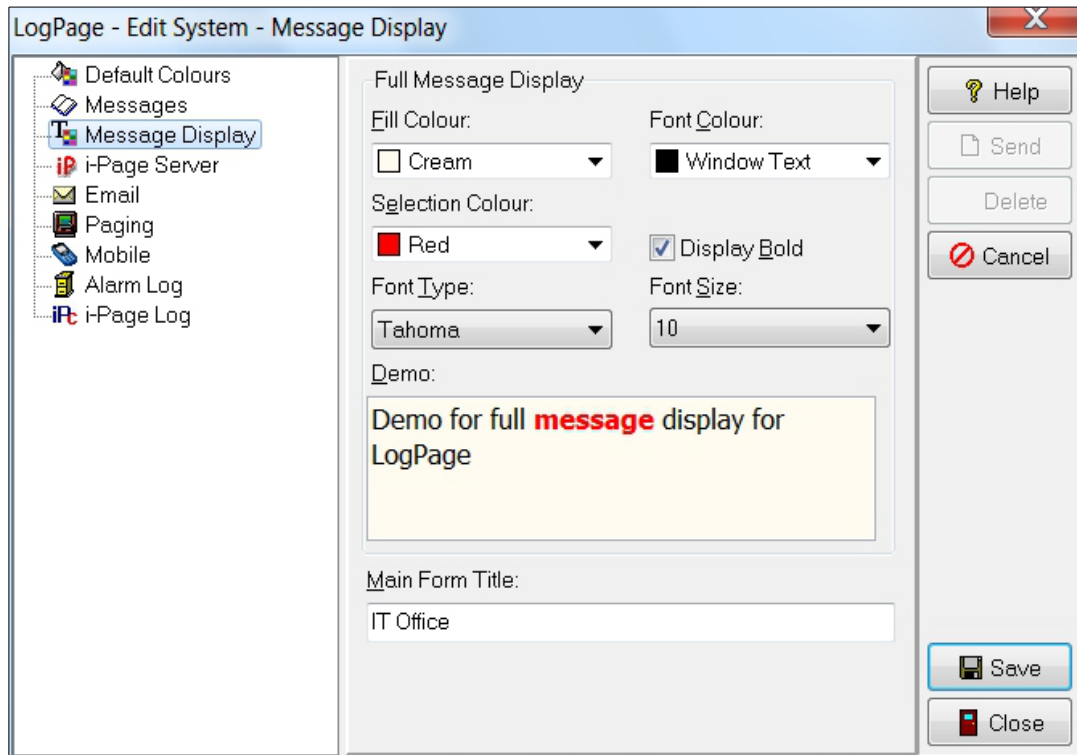 LogPage - Edit System - Message Display
X
Default Colours
Messages
Message Display
i-Page Server
Email
Paging
Mobile
Alarm Log
i-Page Log
Full Message Display
Fill Colour:
Font Colour:
Cream
Window Text
Selection Colour:
Red
Display Bold
Font Type:
Font Size:
Tahoma
10
Demo:
Demo for full message display for
LogPage
Main Form Title:
IT Office
Help
Send
Delete
Cancel
Save
Close